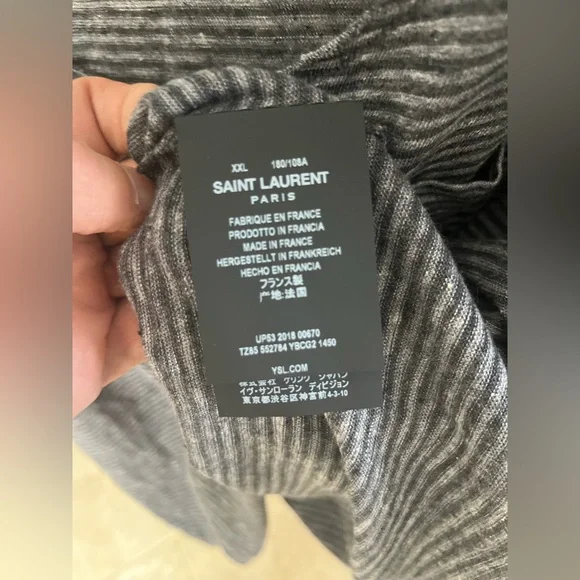 XXL 180/108A
SAINT LAURENT
PARIS
FABRIQUE EN FRANCE
PRODOTTO IN FRANCIA
MADE IN FRANCE
HERGESTELLT IN FRANKREICH
HECHO EN FRANCIA
フランス製
产地:法国
UP53 2018 00670
TZ85 552784 YBCG2 1450
YSL.COM
株式会社 ケリング ジャパン
イヴ・サンローラン ディビジョン
東京都渋谷区神宮前4-3-10